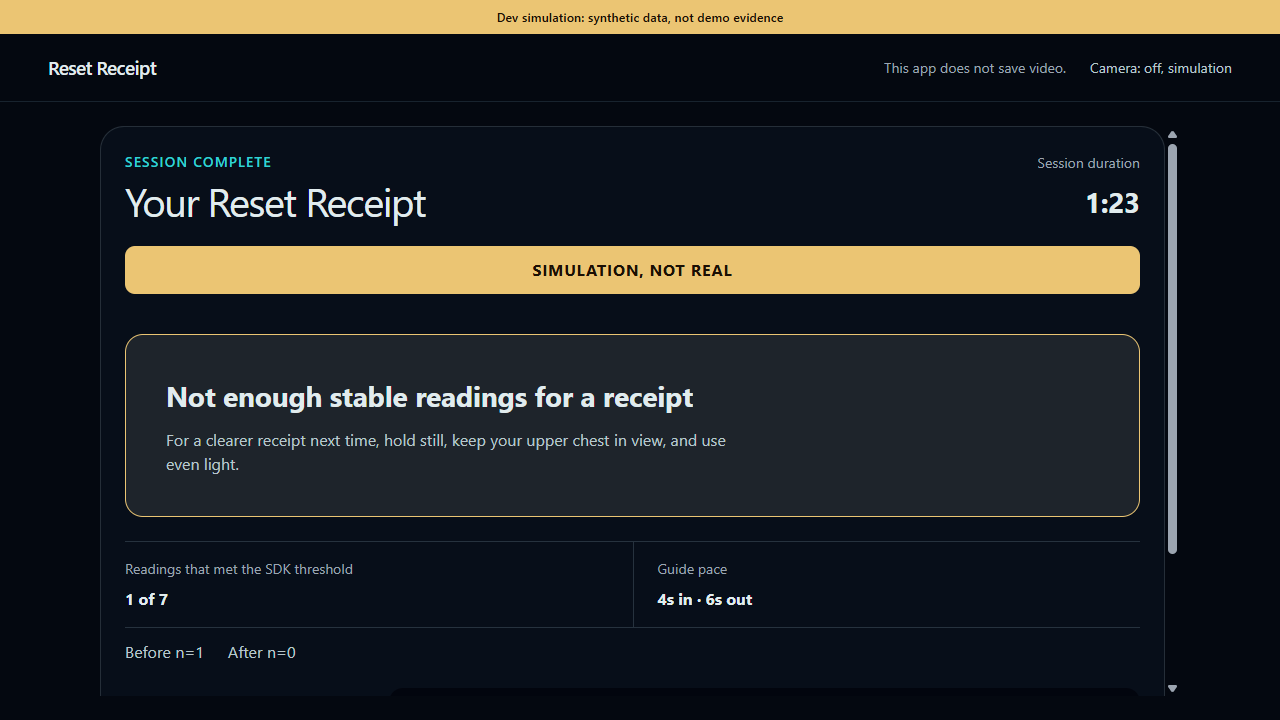 Dev simulation: synthetic data, not demo evidence
Reset Receipt
This app does not save video.
Camera: off, simulation
SESSION COMPLETE
Session duration
Your Reset Receipt
1:23
SIMULATION, NOT REAL
Not enough stable readings for a receipt
For a clearer receipt next time, hold still, keep your upper chest in view, and use
even light.
Readings that met the SDK threshold
Guide pace
1 of 7
4s in · 6s out
Before n=1
After n=0